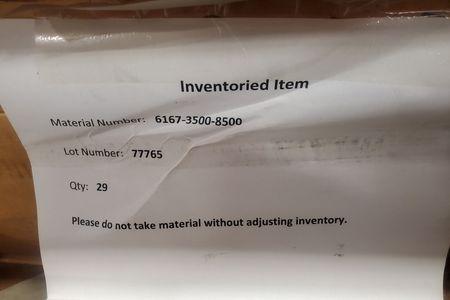 Inventoried Item
Material Number: 6167-3500-8500
Lot Number: 77765
Qty: 29
Please do not take material without adjusting inventory.